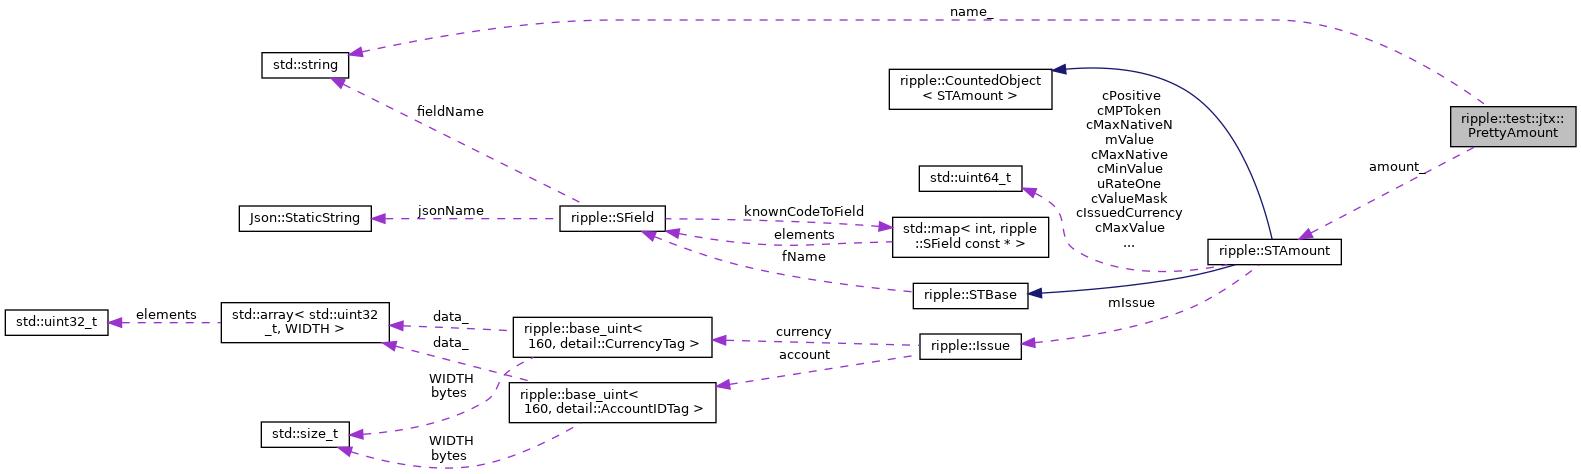 name_
std::string
ripple::CountedObject
< STAmount >
cPositive
cMPToken
cMaxNativeN
mValue
cMaxNative
cMinValue
uRateOne
cValueMask
cIssuedCurrency
cMaxValue
...
fieldName
ripple::test::jtx::
PrettyAmount
amount_
std::uint64_t
Json::StaticString
jsonName
ripple::SField
knownCodeToField
elements
fName
std::map< int, ripple
::SField const * >
ripple::STAmount
ripple::STBase
mIssue
std::uint32_t
elements
std::array< std::uint32
_t, WIDTH >
data_
data_
ripple::base_uint<
160, detail::CurrencyTag >
currency
account
ripple::Issue
WIDTH
bytes
ripple::base_uint<
160, detail::AccountIDTag >
std::size_t
WIDTH
bytes